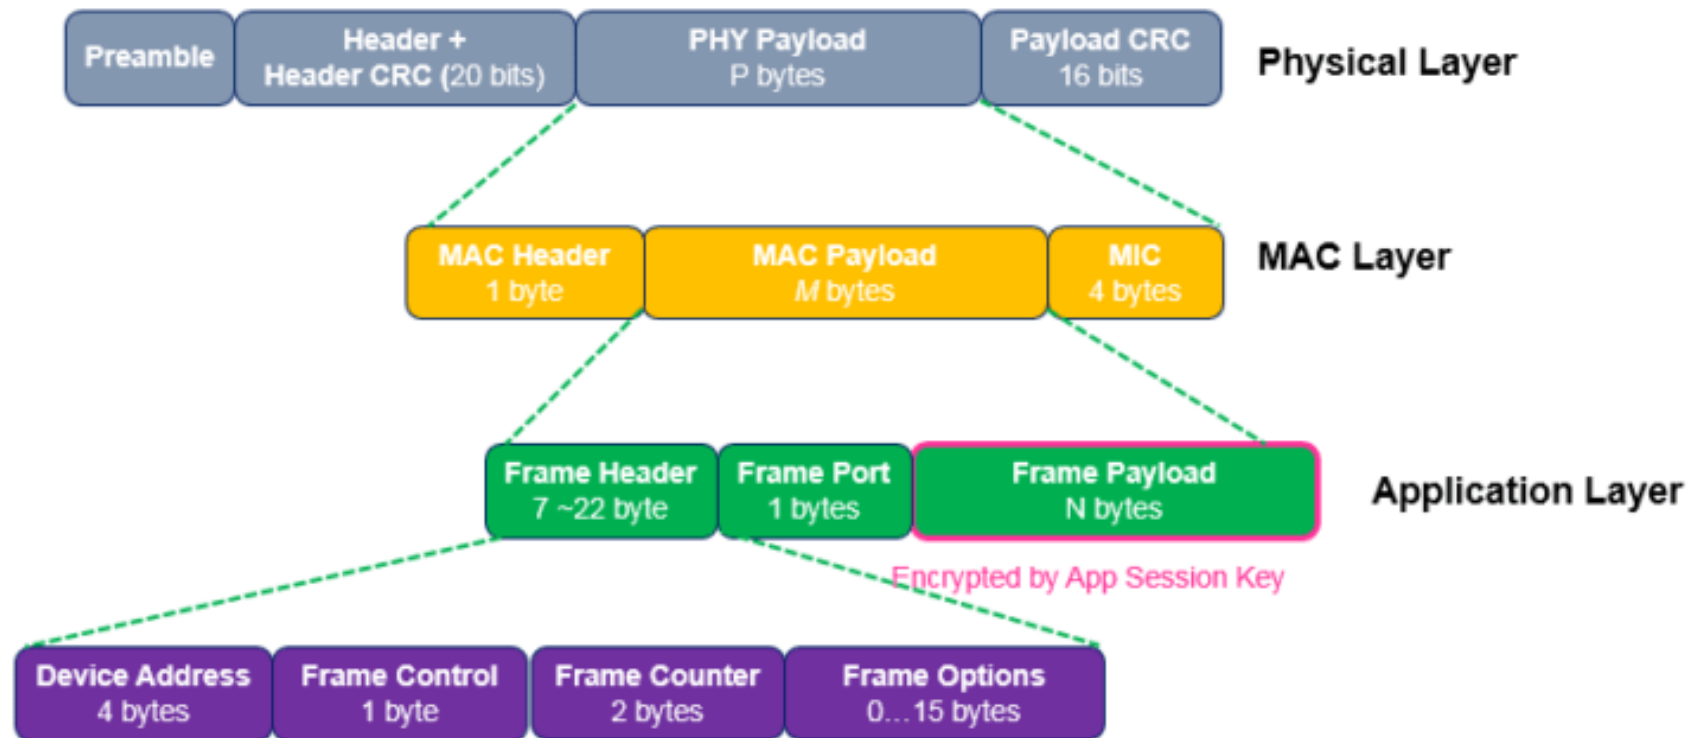 Preamble
Header +
Header CRC (20 bits)
PHY Payload
P bytes
Payload CRC
16 bits
Physical Layer
MAC Header
1 byte
MAC Payload
M bytes
MIC
4 bytes
MAC Layer
Frame Header
7 ~22 byte
Frame Port
1 bytes
Frame Payload
N bytes
Application Layer
Encrypted by App Session Key
Device Address
4 bytes
Frame Control
1 byte
Frame Counter
2 bytes
Frame Options
0...15 bytes